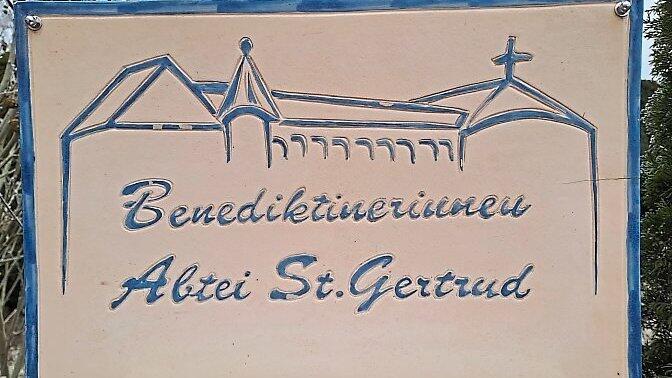 Benediktinerinnen
Abtei St. Gertrud